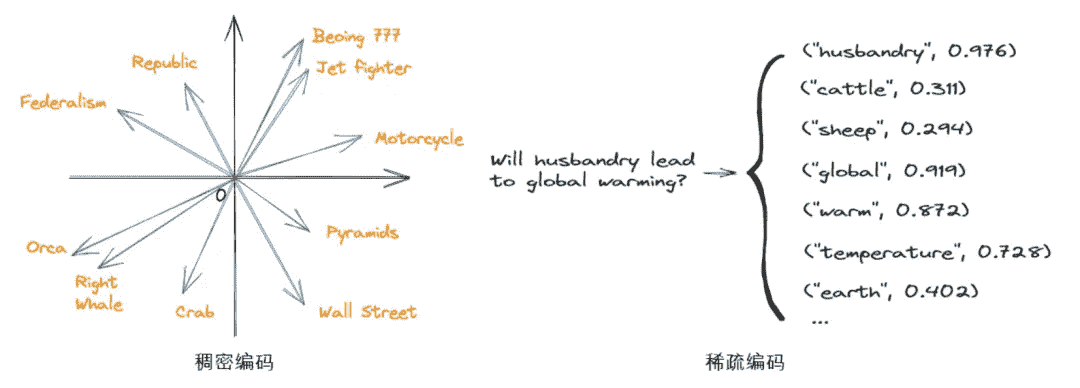 Beoing 777
Jet fighter
Republic
Federalism
Motorcycle
O
Pyramids
Orca
Right
Whale
Crab
Wall Street
稠密编码
Will husbandry lead
to global warming?
("husbandry", 0.976)
("cattle", 0.311)
("sheep", 0.294)
("global", 0.919)
("warm", 0.872)
("temperature", 0.728)
("earth", 0.402)
...
稀疏编码